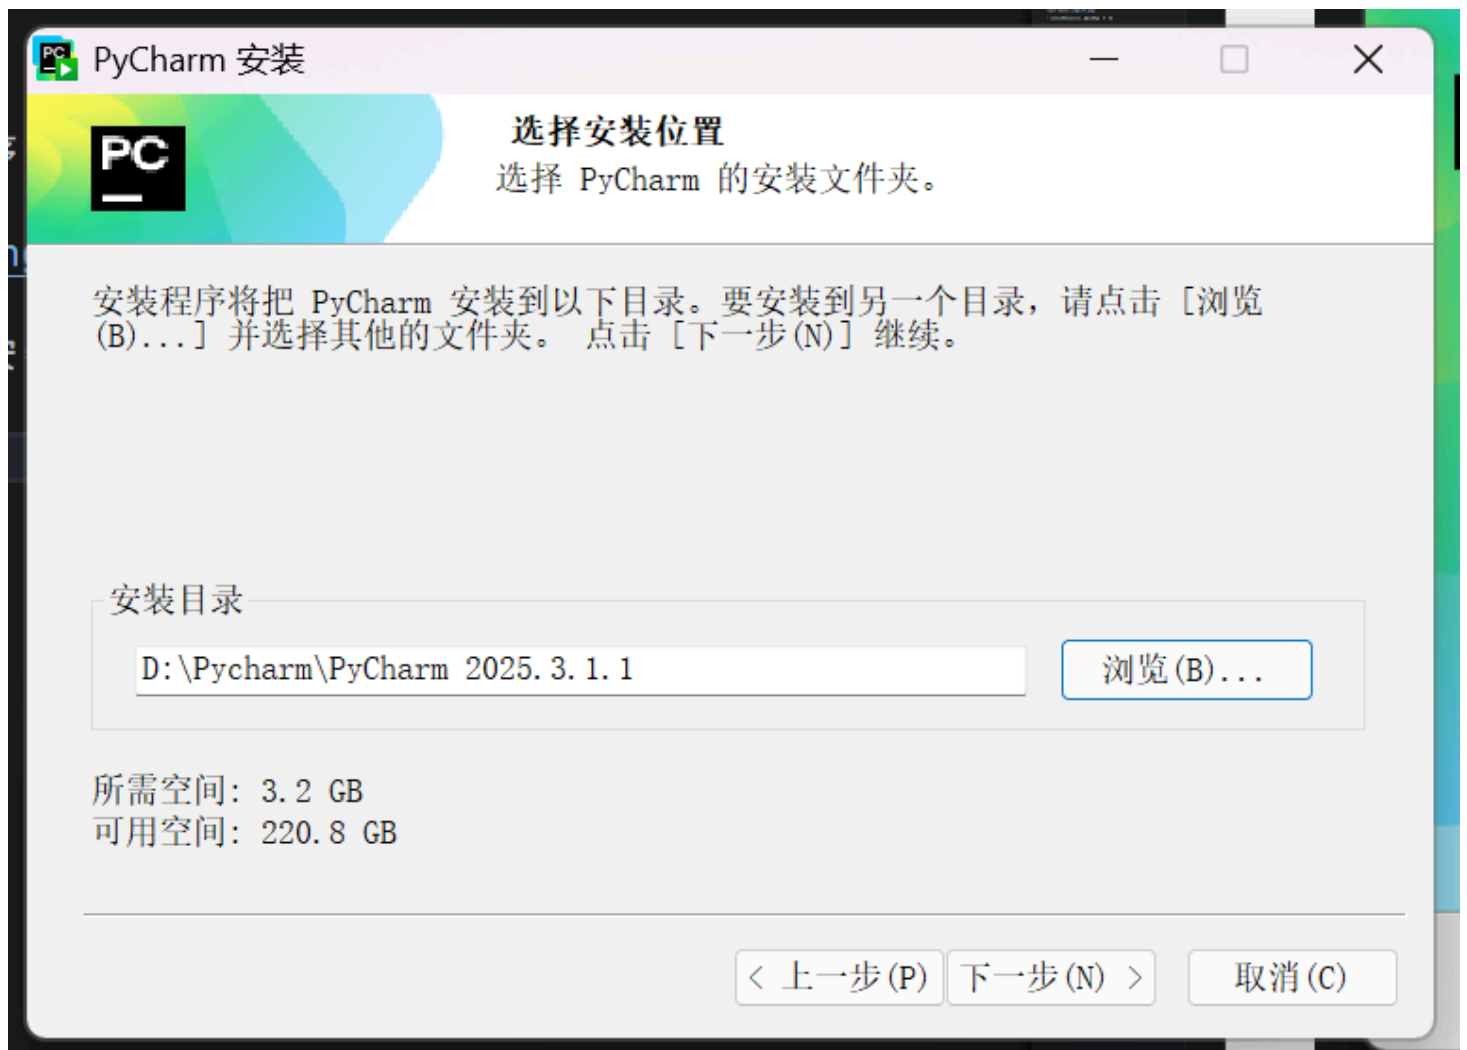 PyCharm 安装
PC
选择安装位置
选择 PyCharm 的安装文件夹。
安装程序将把 PyCharm 安装到以下目录。要安装到另一个目录，请点击 [浏览
(B)...] 并选择其他的文件夹。 点击 [下一步(N)] 继续。
安装目录
D:\Pycharm\PyCharm 2025.3.1.1
浏览(B)...
所需空间: 3.2 GB
可用空间: 220.8 GB
< 上一步(P)
下一步(N) >
取消(C)